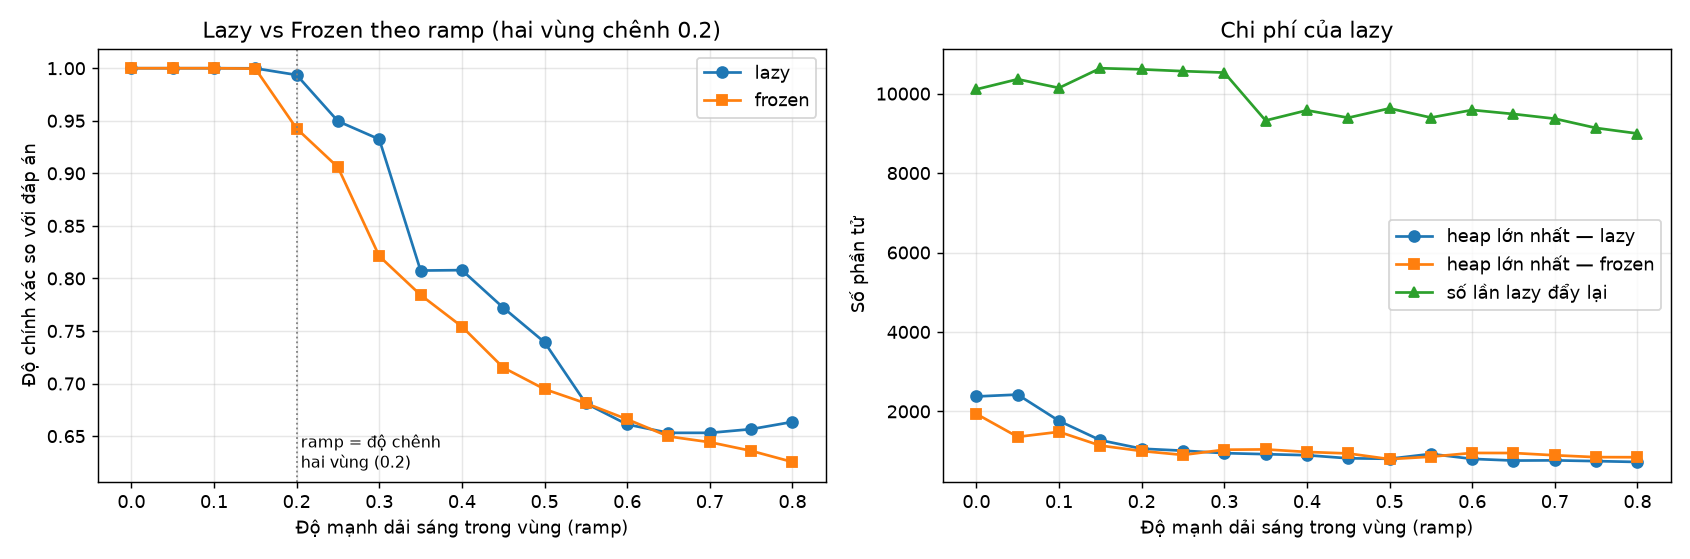 Lazy vs Frozen theo ramp (hai vùng chênh 0.2)
Độ chính xác so với đáp án
1.00
0.95
0.90
0.85
0.80
0.75
0.70
0.65
lazy
frozen
ramp = độ chênh
hai vùng (0.2)
0.0 0.1 0.2 0.3 0.4 0.5 0.6 0.7 0.8
Độ mạnh dải sáng trong vùng (ramp)
Chi phí của lazy
Số phần tử
10000
8000
6000
4000
2000
heap lớn nhất — lazy
heap lớn nhất — frozen
số lần lazy đẩy lại
0.0 0.1 0.2 0.3 0.4 0.5 0.6 0.7 0.8
Độ mạnh dải sáng trong vùng (ramp)